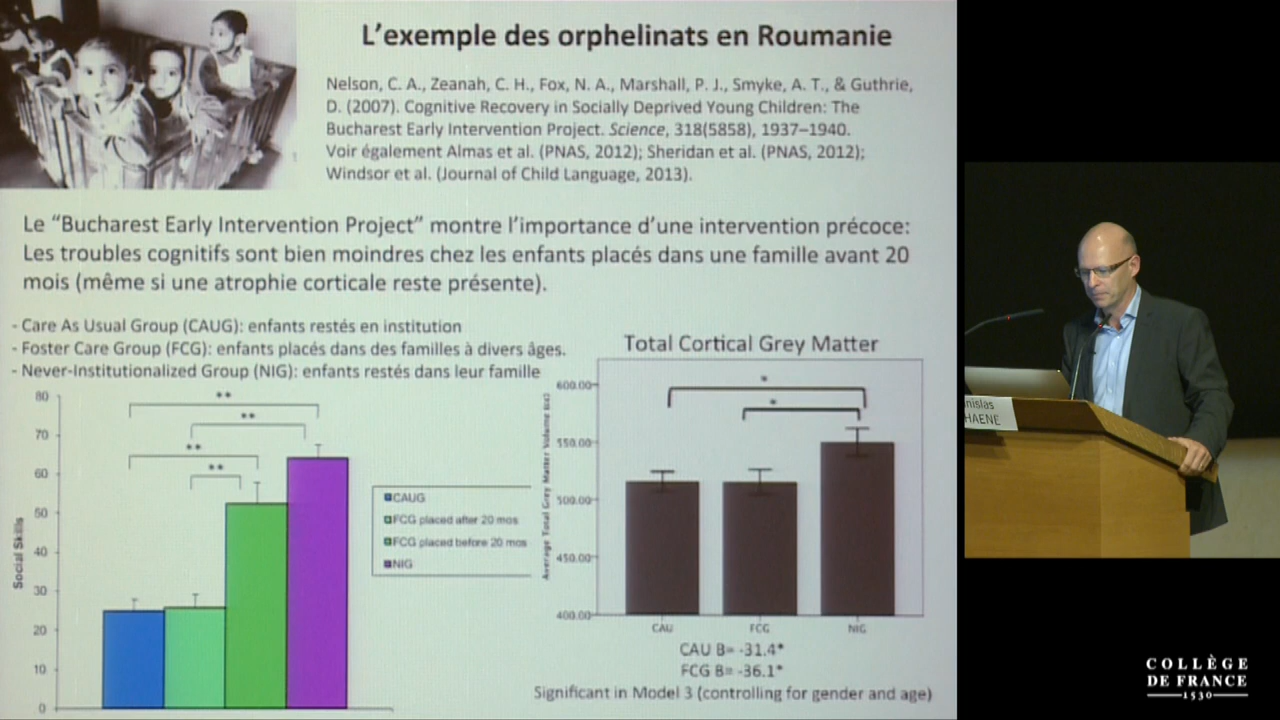 L'exemple des orphelinats en Roumanie
Nelson, C. A., Zeanah, C. H., Fox, N. A., Marshall, P. J., Smyke, A. T., & Guthrie,
D. (2007). Cognitive Recovery in Socially Deprived Young Children: The
Bucharest Early Intervention Project. Science, 318(5858), 1937–1940.
Voir également Almas et al. (PNAS, 2012); Sheridan et al. (PNAS, 2012);
Windsor et al. (Journal of Child Language, 2013).
Le “Bucharest Early Intervention Project” montre l'importance d'une intervention précoce:
Les troubles cognitifs sont bien moindres chez les enfants placés dans une famille avant 20
mois (même si une atrophie corticale reste présente).
- Care As Usual Group (CAUG): enfants restés en institution
- Foster Care Group (FCG): enfants placés dans des familles à divers âges.
- Never-Institutionalized Group (NIG): enfants restés dans leur famille
80
70
60
50
40
30
20
10
0
Social Skills
**
**
**
**
CAUG
FCG placed after 20 mos
FCG placed before 20 mos
NIG
Total Cortical Grey Matter
600.00
550.00
500.00
450.00
400.00
Average Total Grey Matter Volume (cc)
*
*
CAU
FCG
NIG
CAU B= -31.4*
FCG B= -36.1*
Significant in Model 3 (controlling for gender and age)
nislas
HAENE
COLLÈGE
DE FRANCE
1530